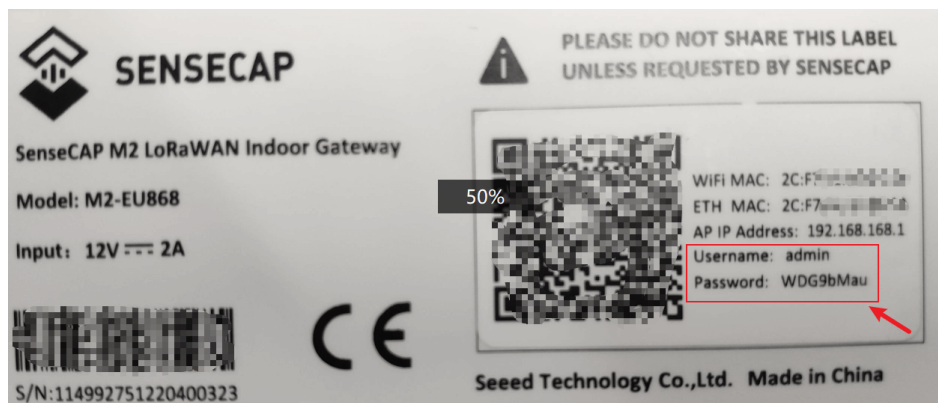 SENSECAP
PLEASE DO NOT SHARE THIS LABEL
UNLESS REQUESTED BY SENSECAP
SenseCAP M2 LoRaWAN Indoor Gateway
Model: M2-EU868
Input: 12V 2A
50%
WiFi MAC: 2C:F
ETH MAC: 2C:F7
AP IP Address: 192.168.168.1
Username: admin
Password: WDG9bMau
CE
S/N:114992751220400323
Seeed Technology Co.,Ltd. Made in China